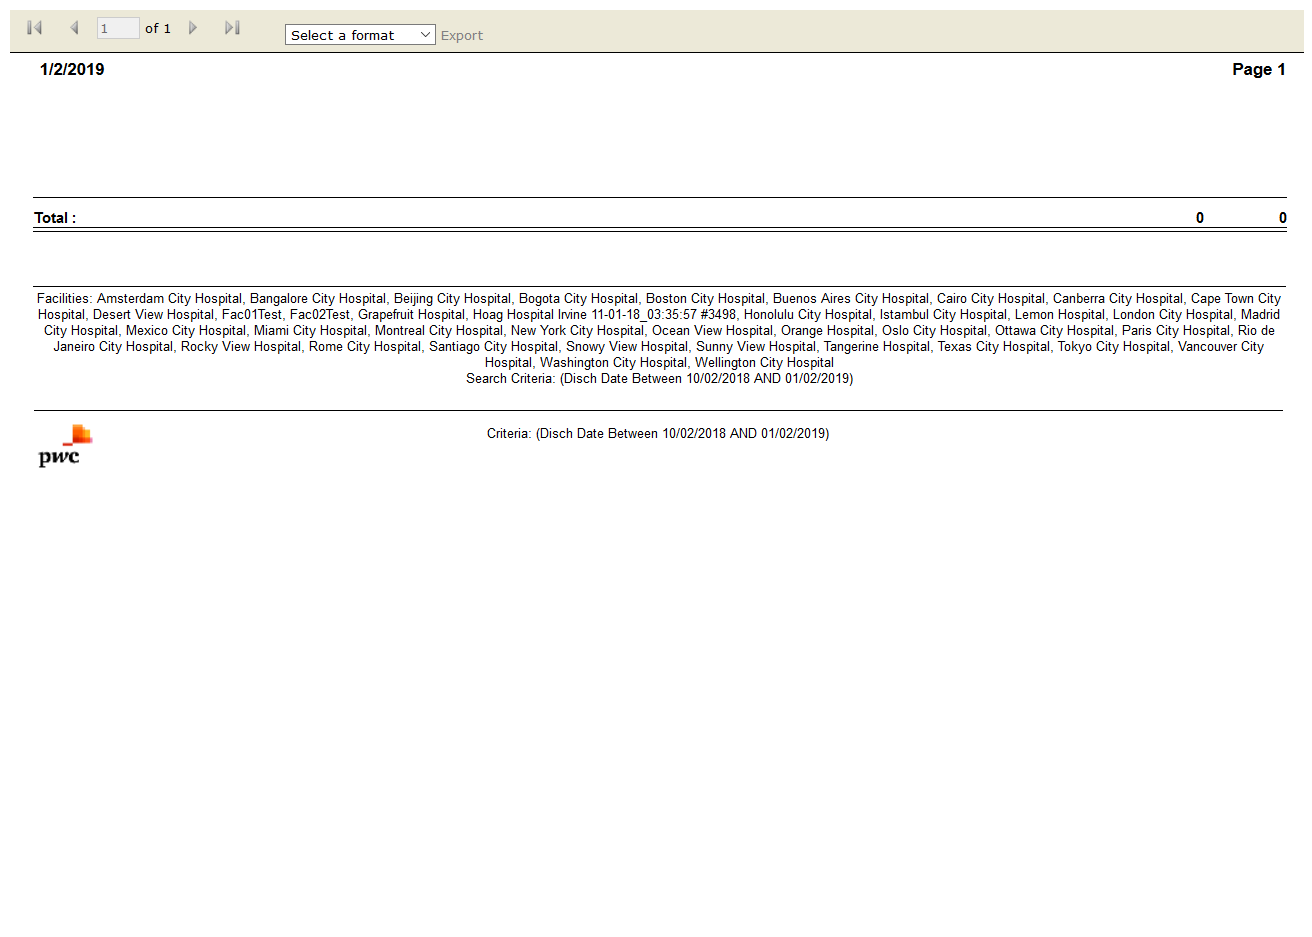 1 of 1 Select a format Export
1/2/2019 Page 1
Total : 0 0
Facilities: Amsterdam City Hospital, Bangalore City Hospital, Beijing City Hospital, Bogota City Hospital, Boston City Hospital, Buenos Aires City Hospital, Cairo City Hospital, Canberra City Hospital, Cape Town City
Hospital, Desert View Hospital, Fac01Test, Fac02Test, Grapefruit Hospital, Hoag Hospital Irvine 11-01-18_03:35:57 #3498, Honolulu City Hospital, Istambul City Hospital, Lemon Hospital, London City Hospital, Madrid
City Hospital, Mexico City Hospital, Miami City Hospital, Montreal City Hospital, New York City Hospital, Ocean View Hospital, Orange Hospital, Oslo City Hospital, Ottawa City Hospital, Paris City Hospital, Rio de
Janeiro City Hospital, Rocky View Hospital, Rome City Hospital, Santiago City Hospital, Snowy View Hospital, Sunny View Hospital, Tangerine Hospital, Texas City Hospital, Tokyo City Hospital, Vancouver City
Hospital, Washington City Hospital, Wellington City Hospital
Search Criteria: (Disch Date Between 10/02/2018 AND 01/02/2019)
Criteria: (Disch Date Between 10/02/2018 AND 01/02/2019)
pwc